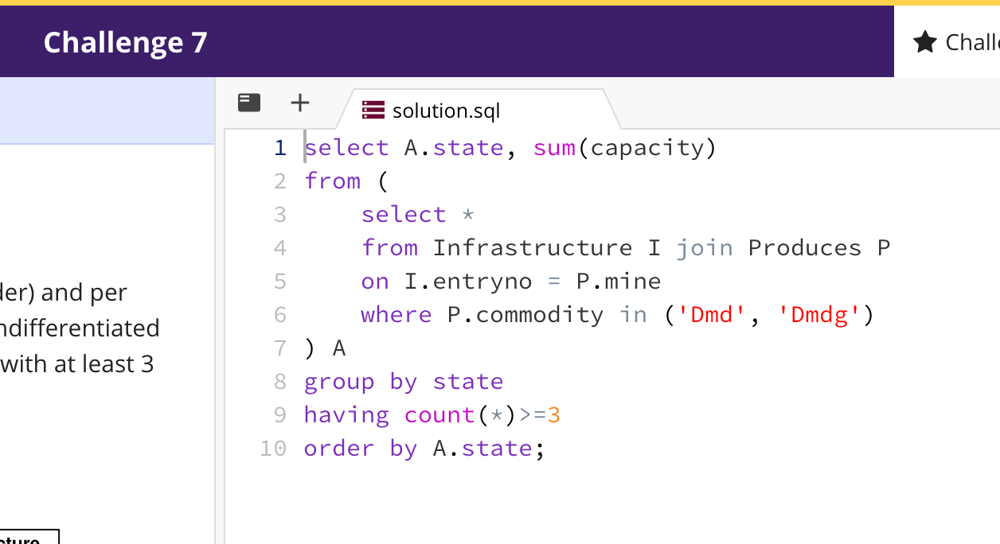 Challenge 7
solution.sql
der) and per
ndifferentiated
with at least 3
1 select A.state, sum(capacity)
2 from (
3     select *
4     from Infrastructure I join Produces P
5     on I.entryno = P.mine
6     where P.commodity in ('Dmd', 'Dmdg')
7 ) A
8 group by state
9 having count(*)>=3
10 order by A.state;